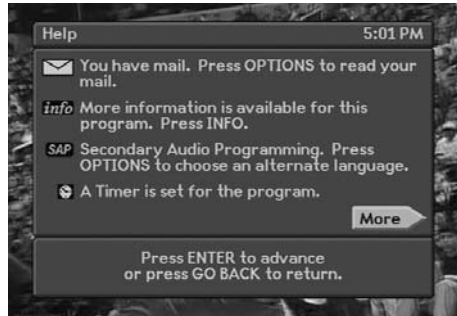 Help 5:01 PM
You have mail. Press OPTIONS to read your
mail.
info More information is available for this
program. Press INFO.
SAP Secondary Audio Programming. Press
OPTIONS to choose an alternate language.
A Timer is set for the program.
More
Press ENTER to advance
or press GO BACK to return.